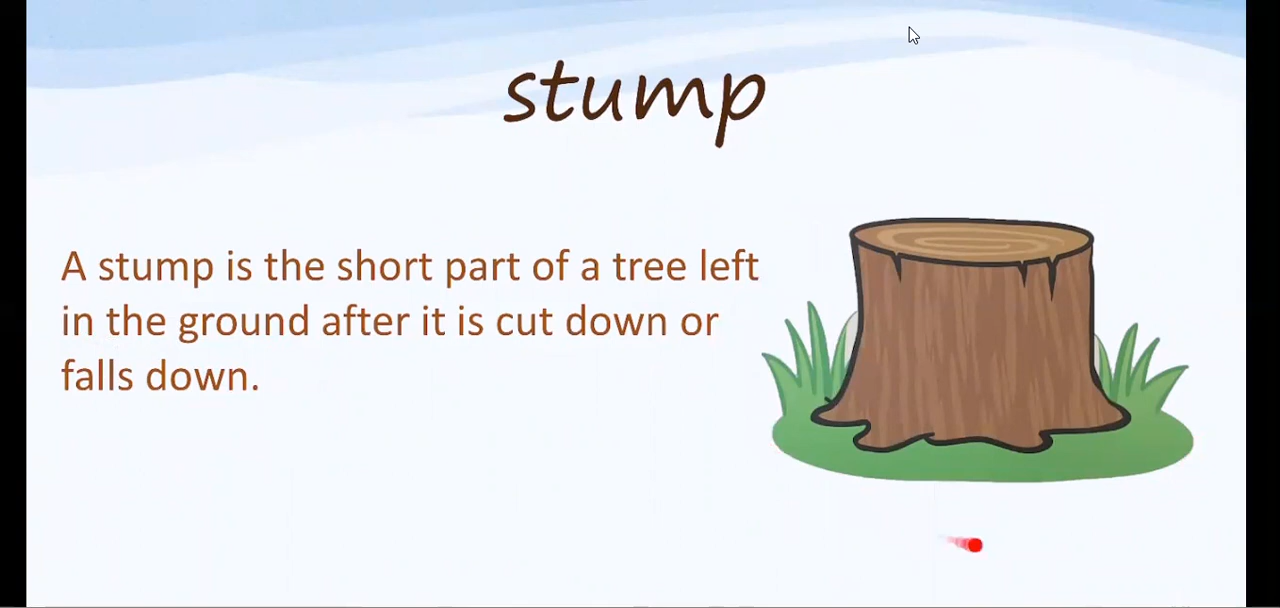 stump
A stump is the short part of a tree left
in the ground after it is cut down or
falls down.